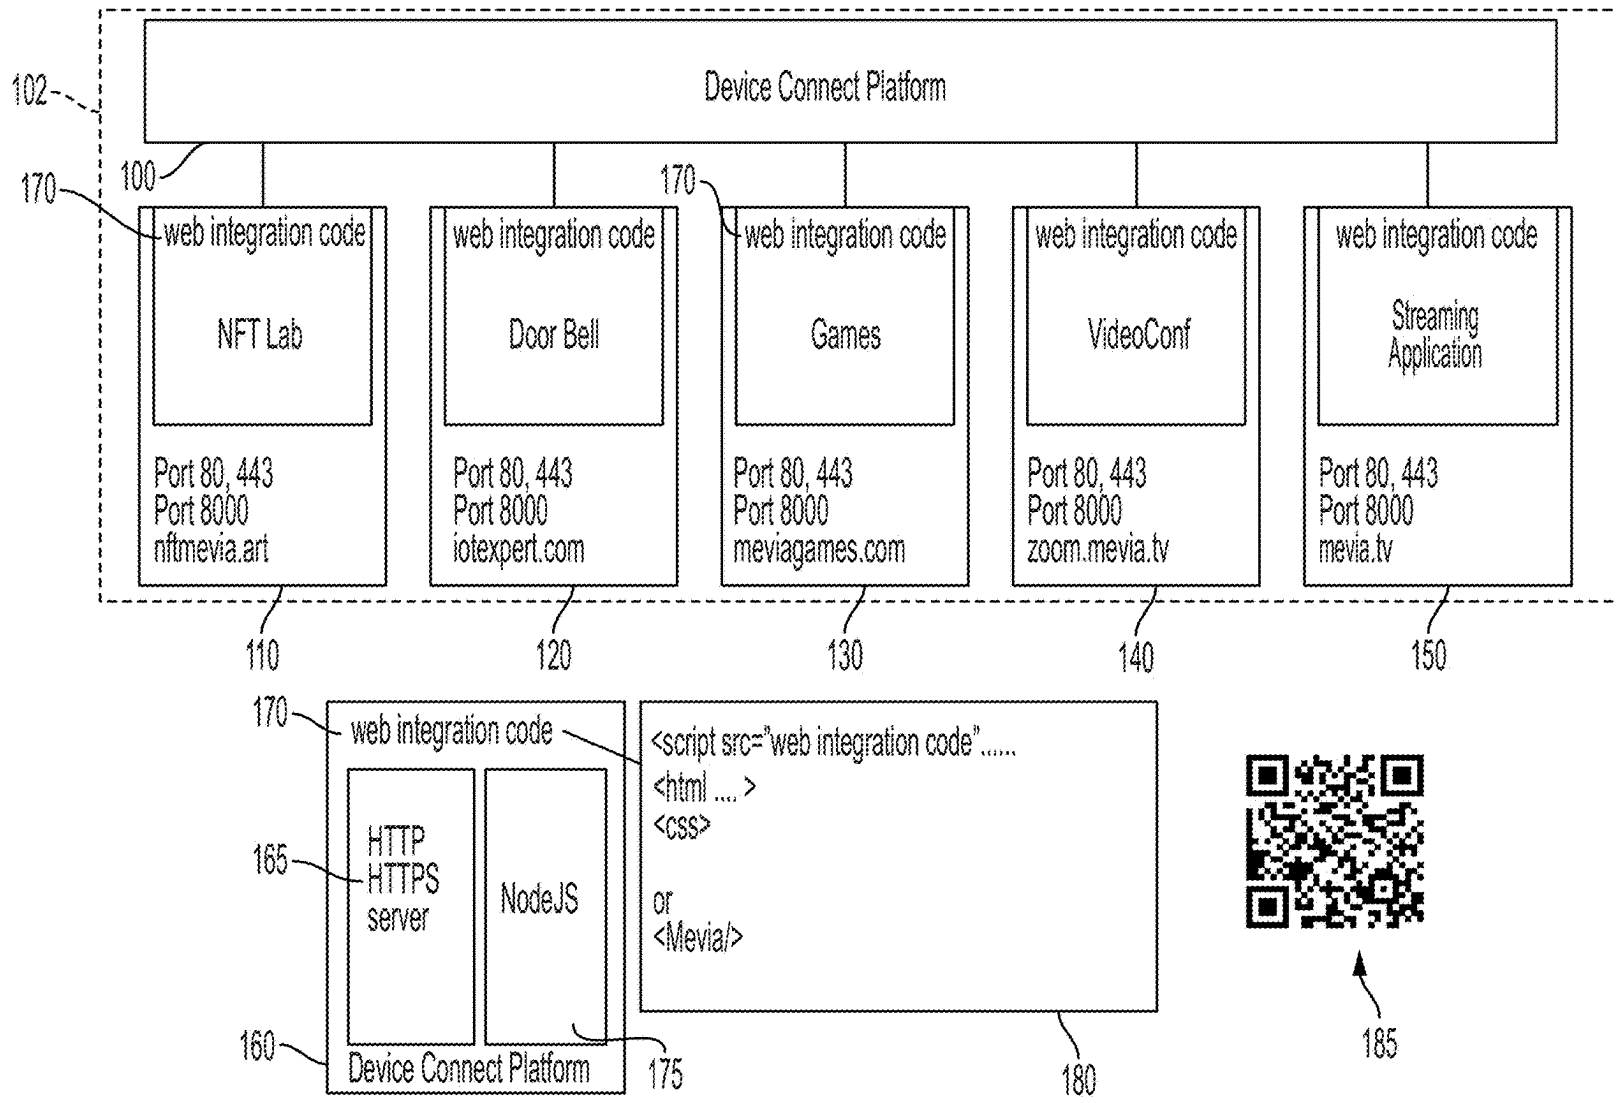 Device Connect Platform
102
100
170
170
web integration code
web integration code
web integration code
web integration code
web integration code
NFT Lab
Door Bell
Games
VideoConf
Streaming
Application
Port 80, 443
Port 8000
nftmevia.art
Port 80, 443
Port 8000
iotexpert.com
Port 80, 443
Port 8000
meviagames.com
Port 80, 443
Port 8000
zoom.mevia.tv
Port 80, 443
Port 8000
mevia.tv
110
120
130
140
150
170
web integration code
165
HTTP
HTTPS
server
NodeJS
160
Device Connect Platform
175
<script src="web integration code"......
<html .... >
<css>
or
<Mevia/>
180
185